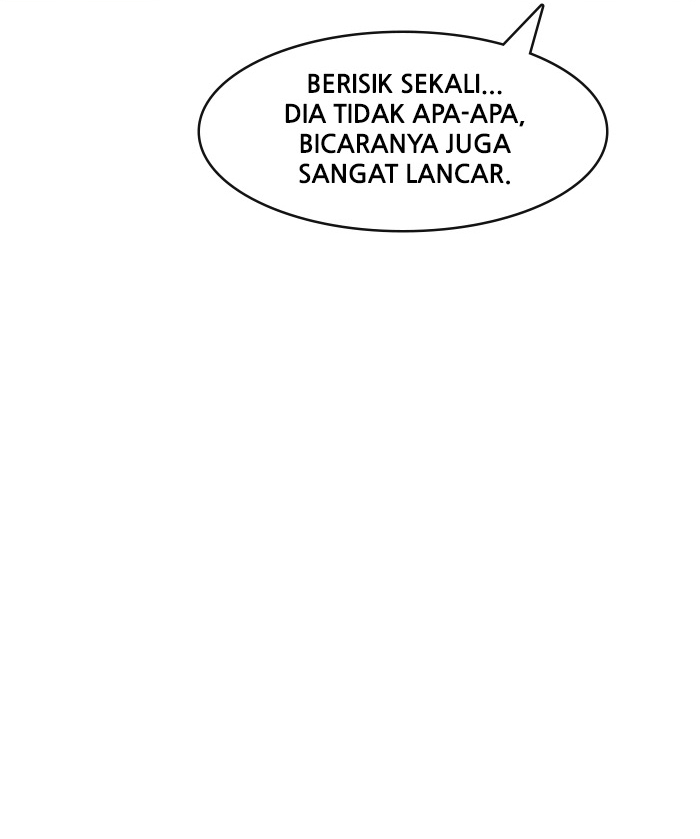 BERISIK SEKALI...
DIA TIDAK APA-APA,
BICARANYA JUGA
SANGAT LANCAR.